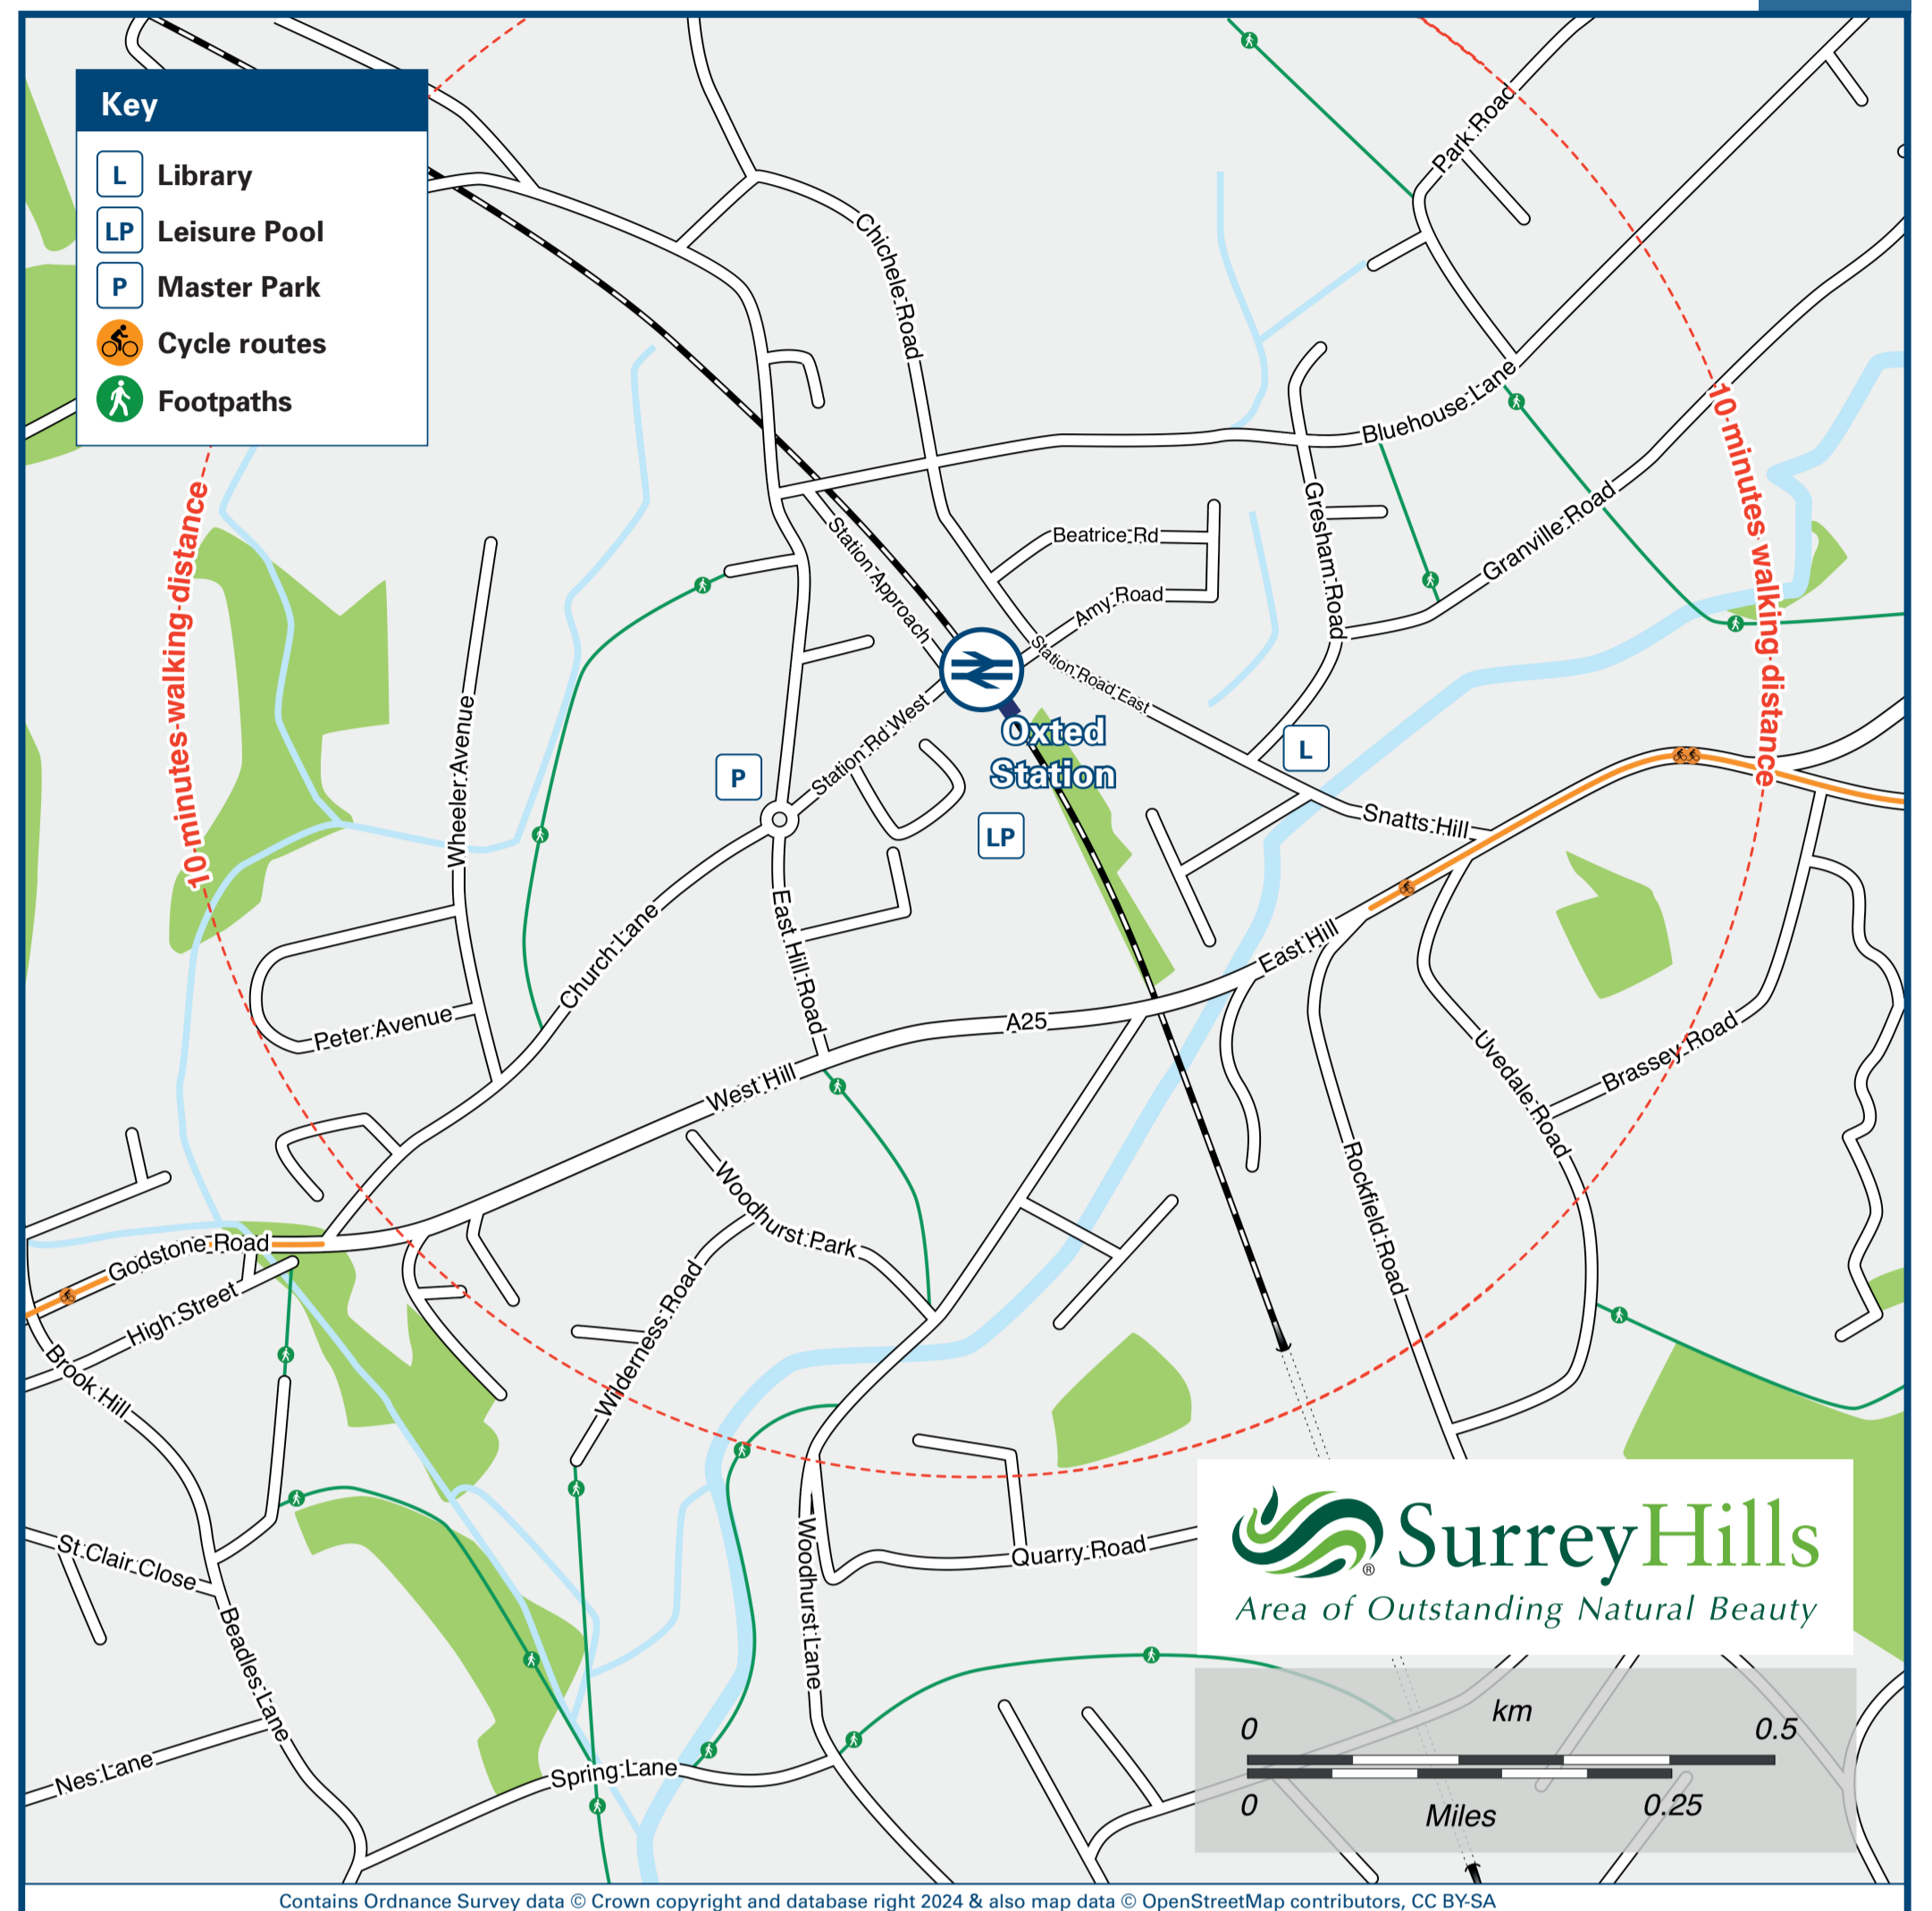 Key
L Library
LP Leisure Pool
P Master Park
Cycle routes
Footpaths
Park Road
Chichele Road
Bluehouse Lane
10 minutes walking distance
10 minutes walking distance
Gresham Road
Granville Road
Beatrice Rd
Station Approach
Amy Road
Station Road East
Wheeler Avenue
Station Rd West
Oxted
Station
L
P
LP
Snatts Hill
East Hill Road
Church Lane
East Hill
Peter Avenue
A25
West Hill
Uvedale Road
Brassey Road
Rockfield Road
Woodhurst Park
Godstone Road
High Street
Wilderness Road
Brook Hill
St Clair Close
Quarry Road
Woodhurst Lane
Beadles Lane
Nes Lane
Spring Lane
SurreyHills
®
Area of Outstanding Natural Beauty
km
0 0.5
0 0.25
Miles
Contains Ordnance Survey data © Crown copyright and database right 2024 & also map data © OpenStreetMap contributors, CC BY-SA